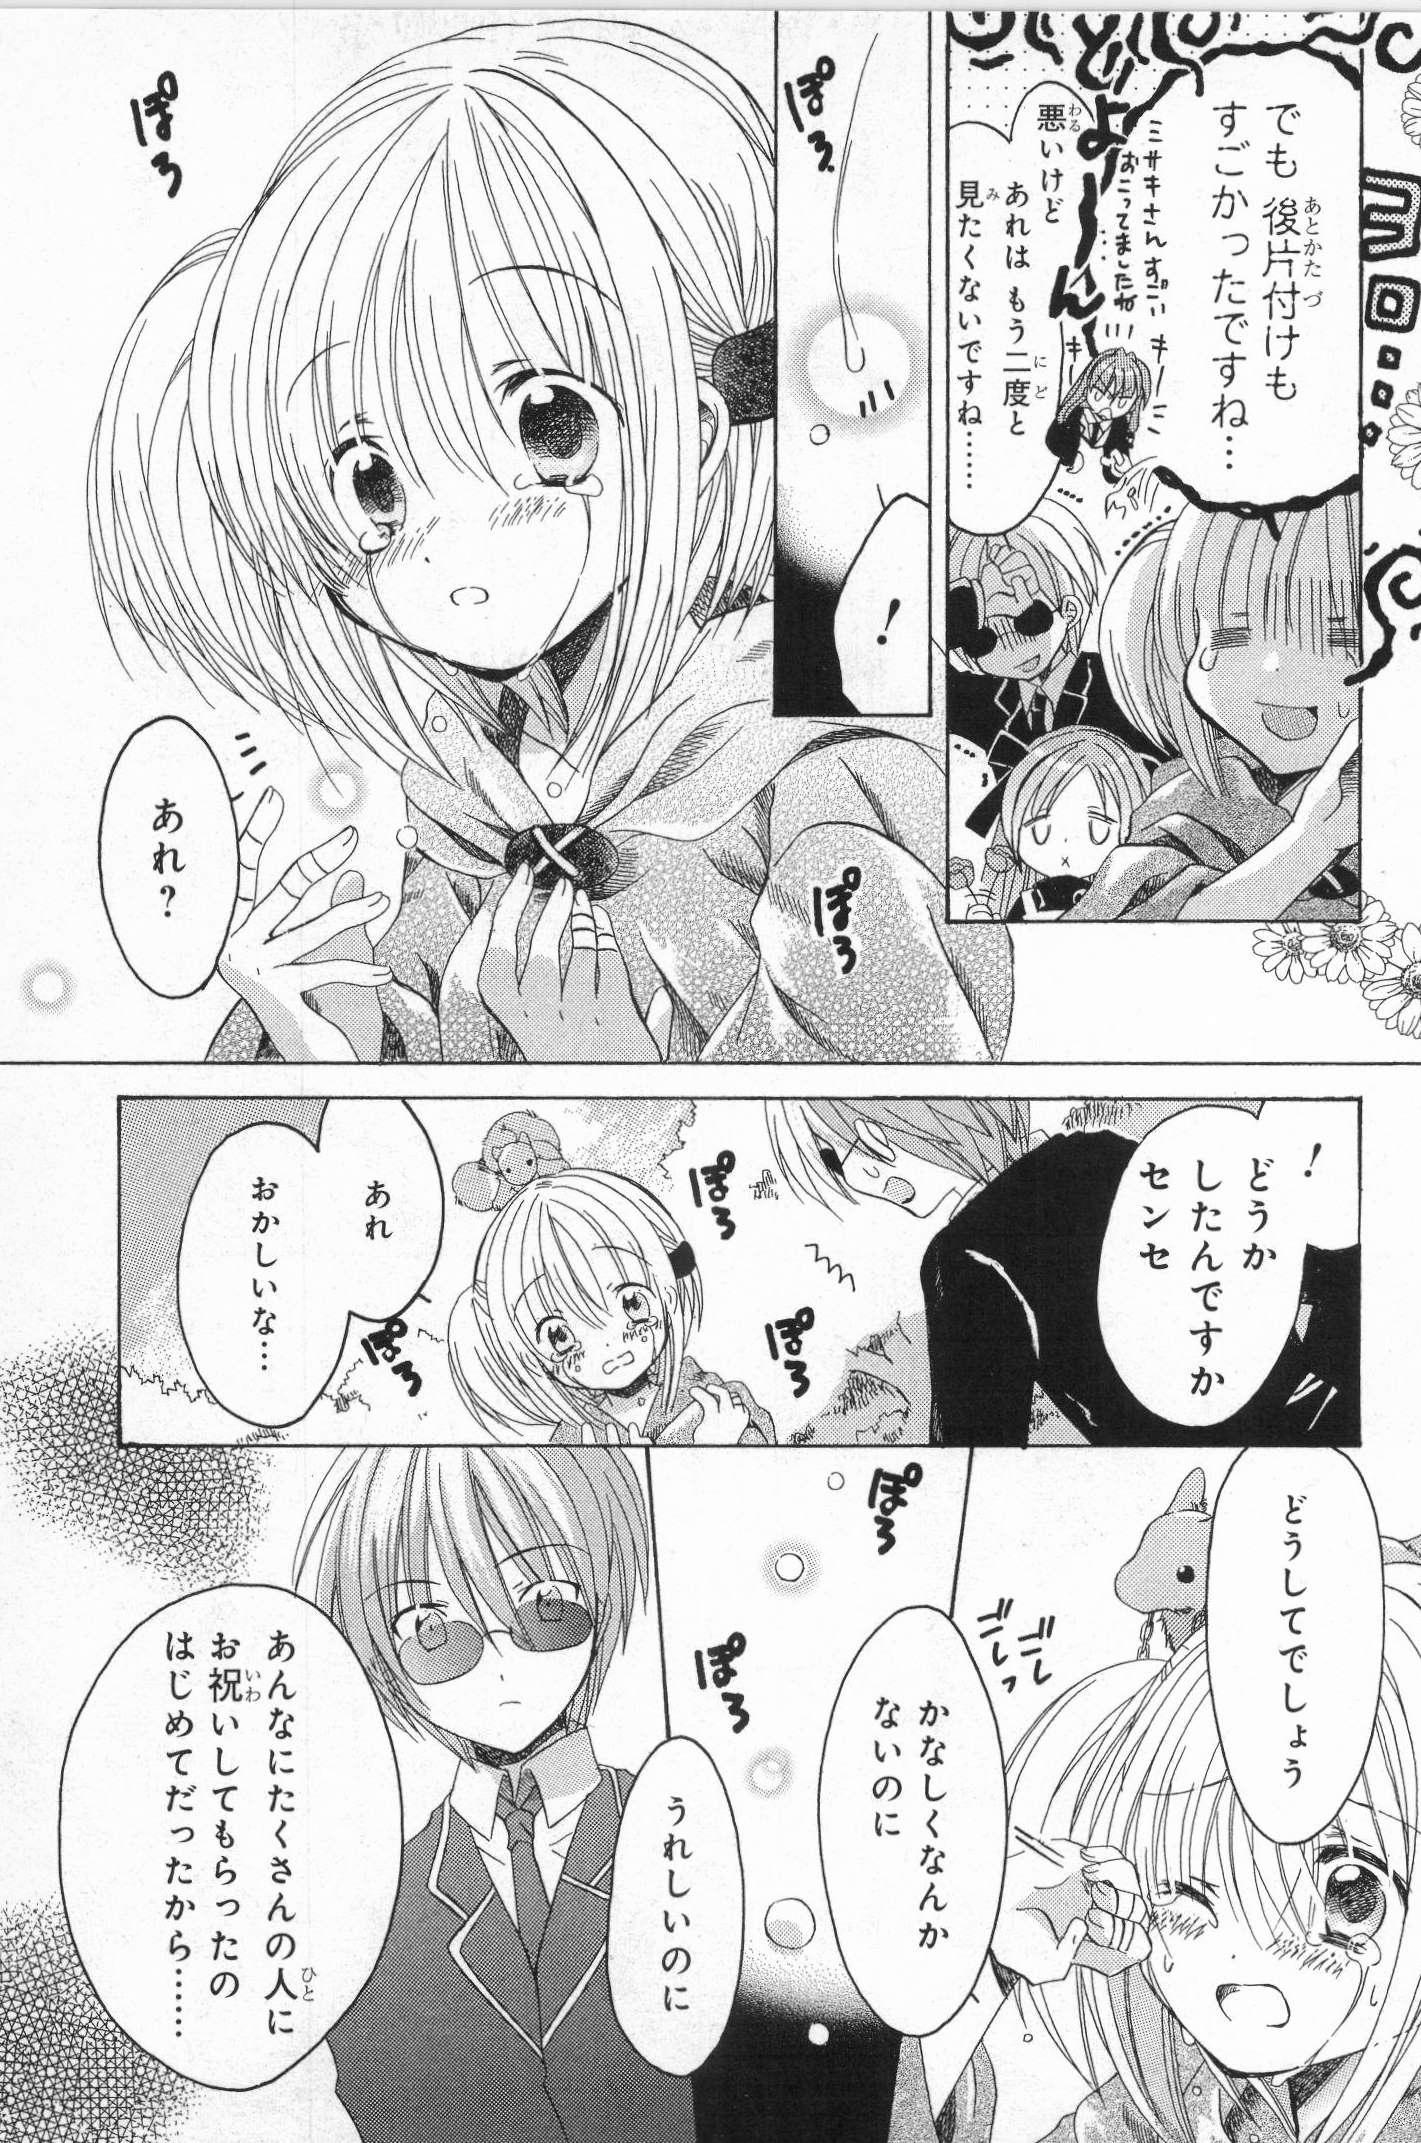 でも 後片付けも
すごかったですね…
どよーん
ミサキさんすごい
おこってましたね…
キー
キー
悪いけど
あれは もう二度と
見たくないですね……
ぽろ
！
ぽろ
ぽろ
あれ？
！
どうか
したんですか
センセ
ぽろ
ぽろ
ぽろ
あれ
おかしいな…
どうしてでしょう
ゴシ
ゴシっ
ぽろ
かなしくなんか
ないのに
ぽろ
うれしいのに
あんなにたくさんの人に
お祝いしてもらったの
はじめてだったから……